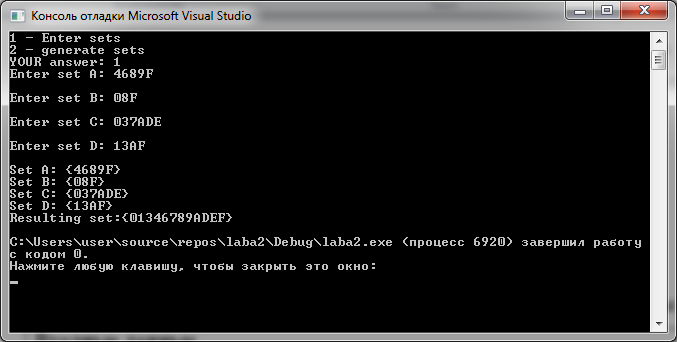 Консоль отладки Microsoft Visual Studio
1 - Enter sets
2 - generate sets
YOUR answer: 1
Enter set A: 4689F
Enter set B: 08F
Enter set C: 037ADE
Enter set D: 13AF
Set A: {4689F}
Set B: {08F}
Set C: {037ADE}
Set D: {13AF}
Resulting set:{01346789ADEF}
C:\Users\user\source\repos\laba2\Debug\laba2.exe (процесс 6920) завершил работу
с кодом 0.
Нажмите любую клавишу, чтобы закрыть это окно: